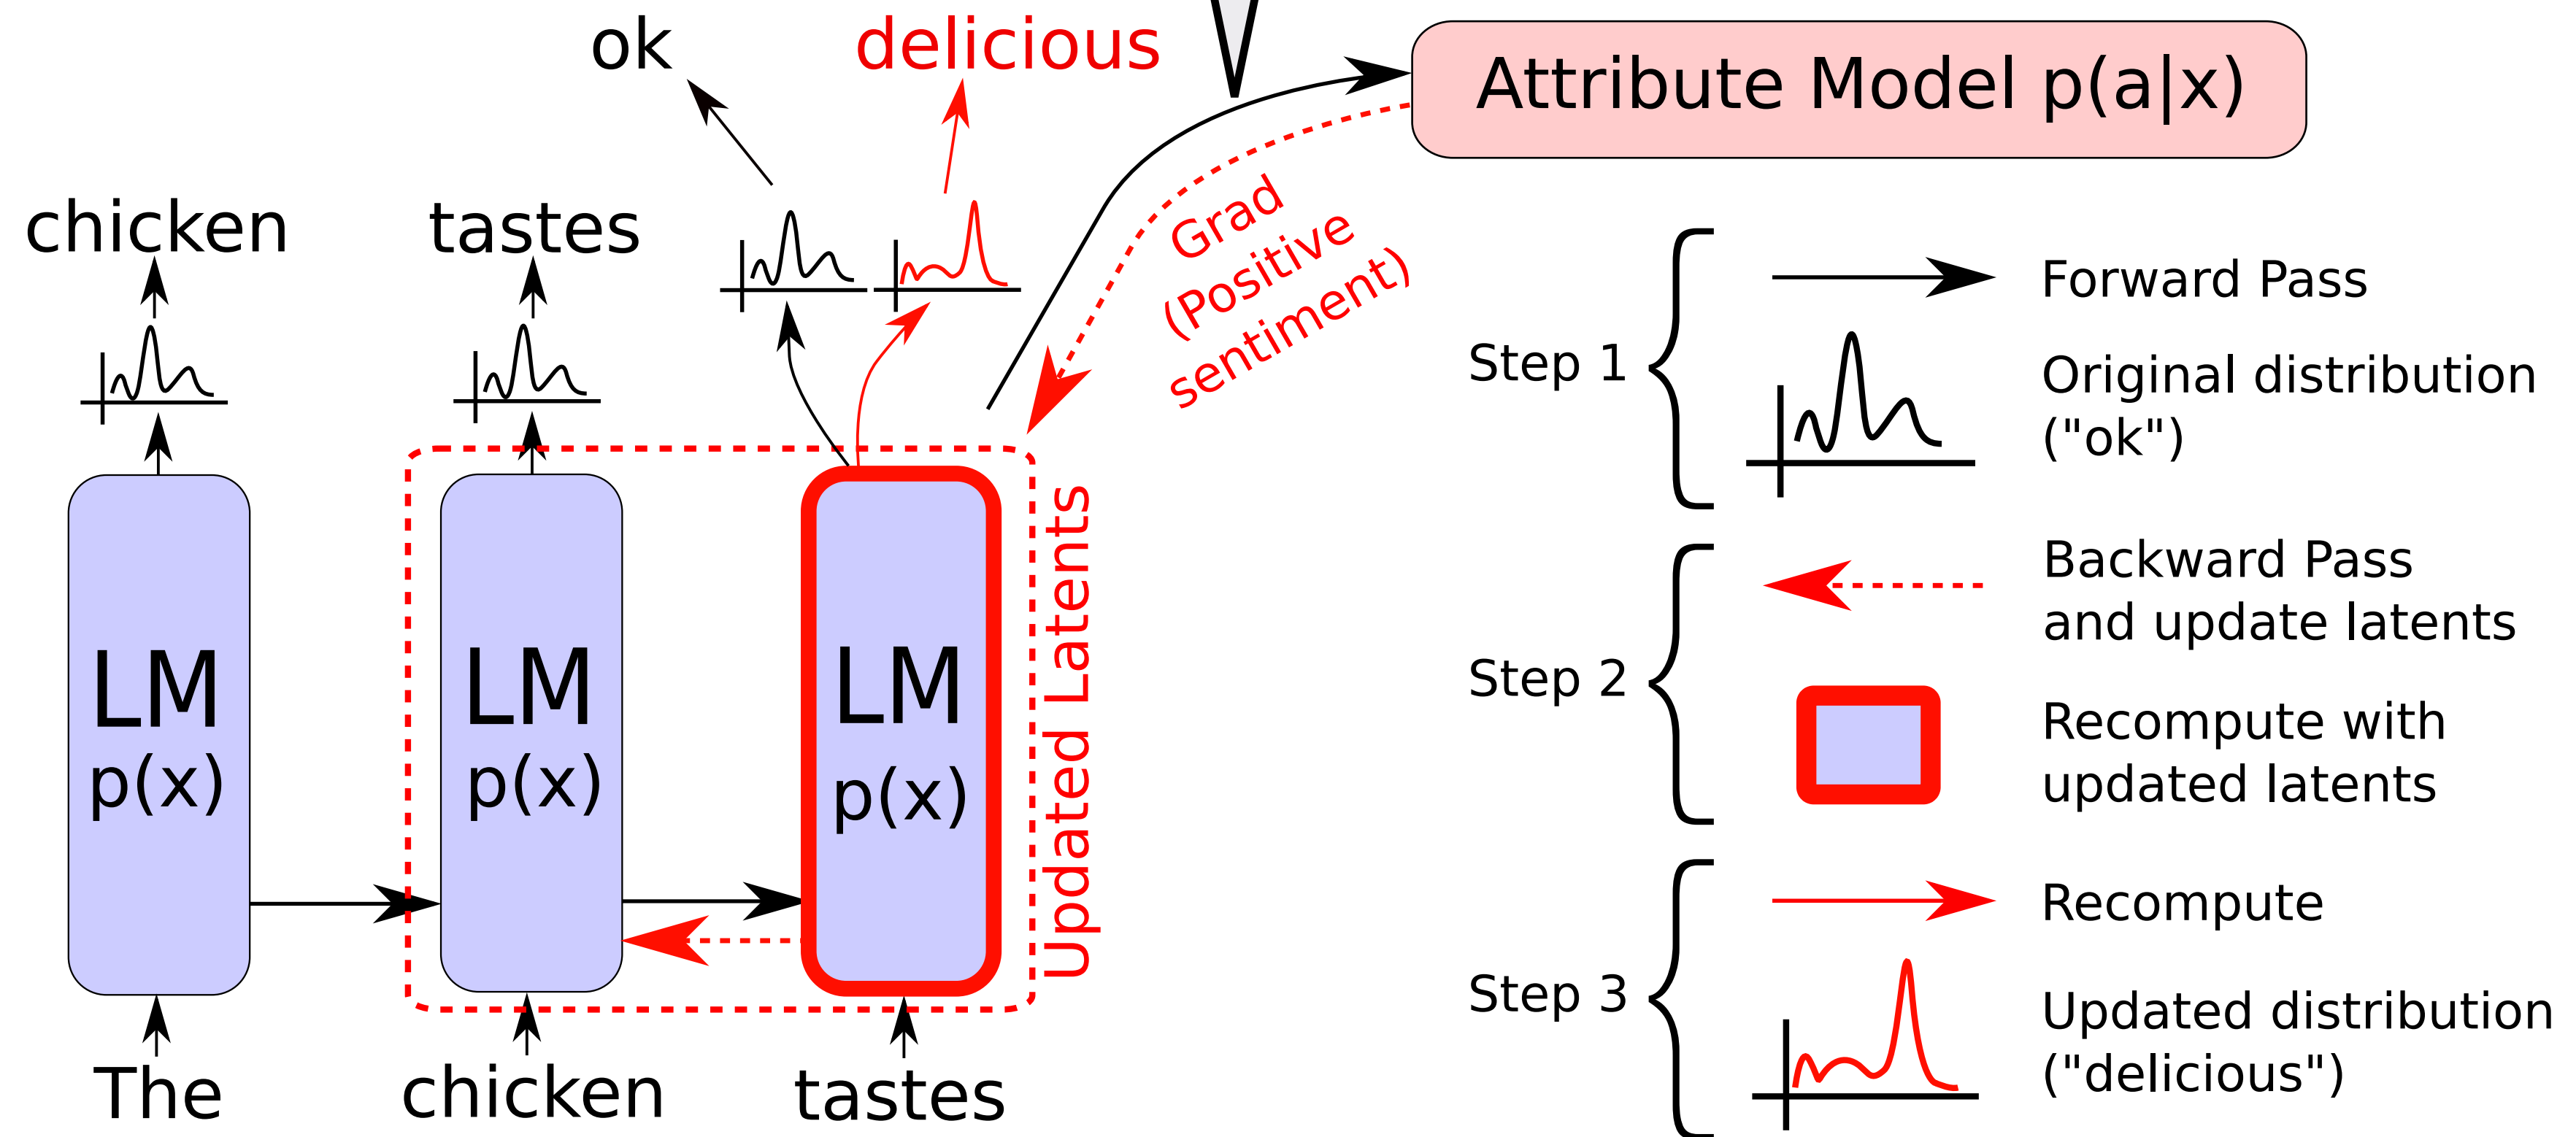 ok
delicious
Attribute Model p(a|x)
chicken
tastes
Grad
(Positive
sentiment)
LM
p(x)
LM
p(x)
LM
p(x)
Updated Latents
The
chicken
tastes
Step 1
Forward Pass
Original distribution
("ok")
Step 2
Backward Pass
and update latents
Recompute with
updated latents
Step 3
Recompute
Updated distribution
("delicious")